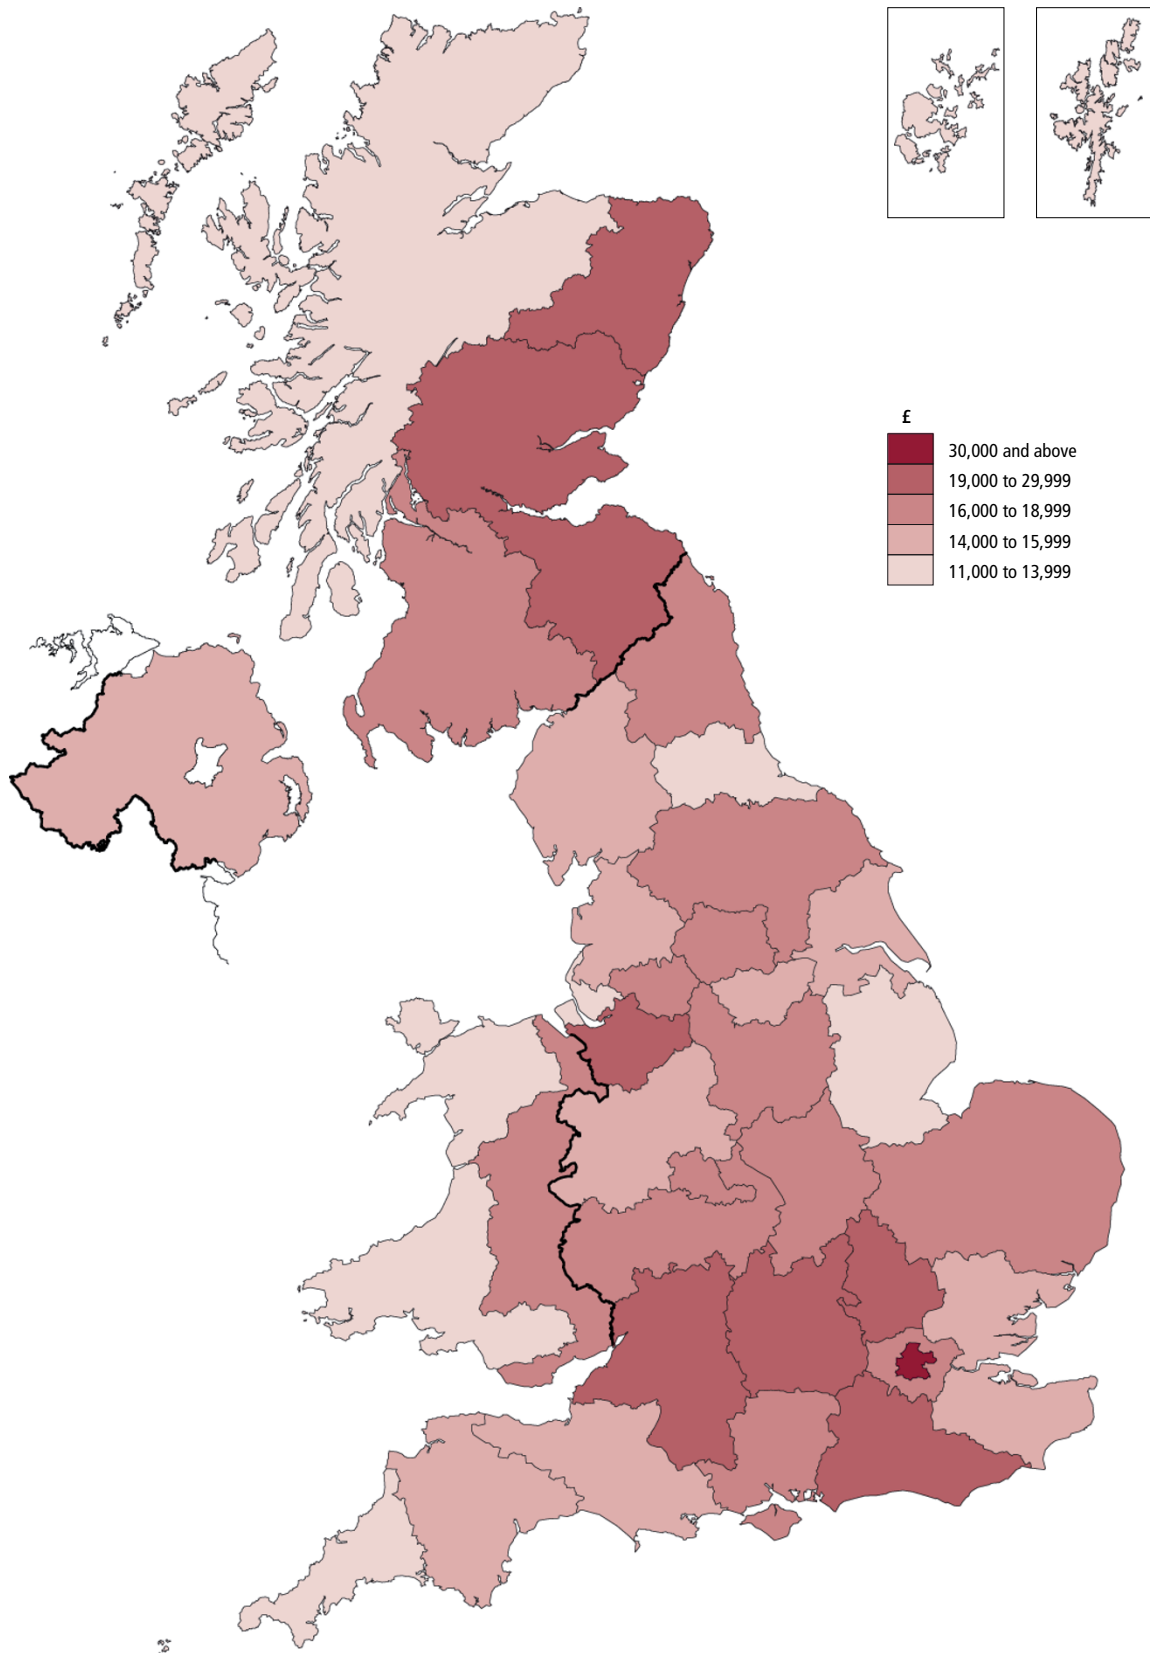 £
30,000 and above
19,000 to 29,999
16,000 to 18,999
14,000 to 15,999
11,000 to 13,999